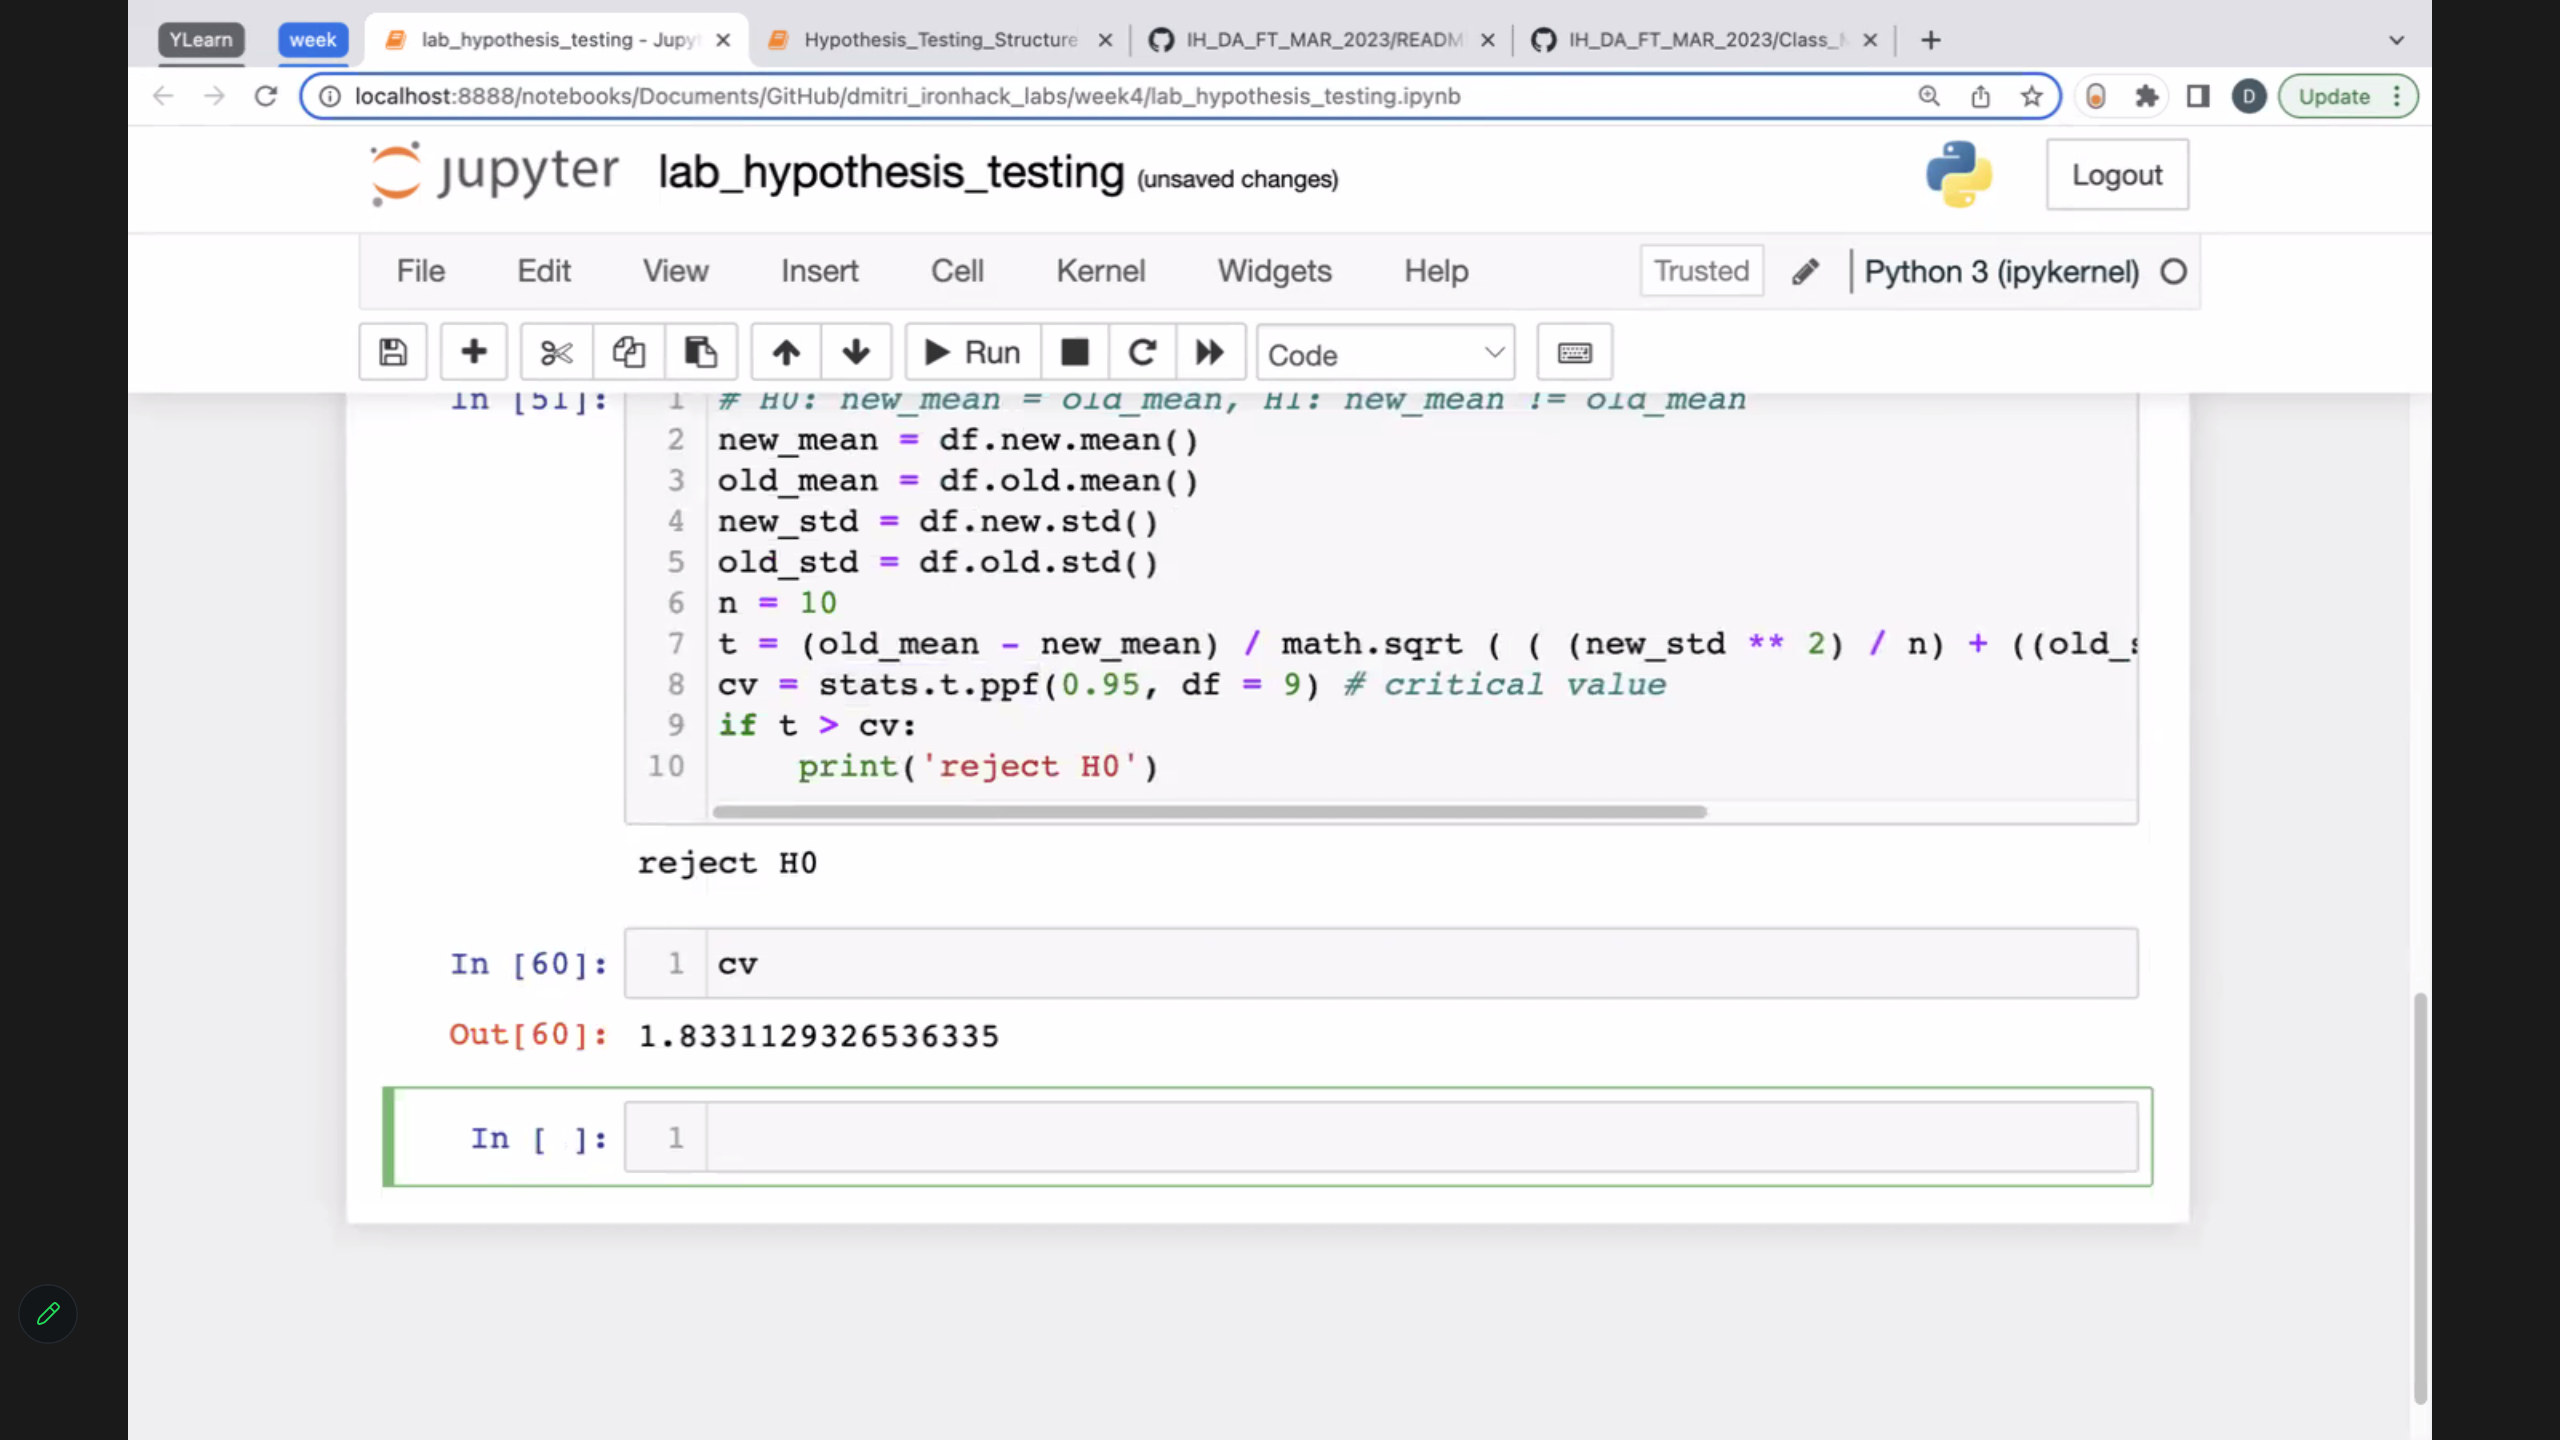 YLearn
week
lab_hypothesis_testing - Jupy
Hypothesis_Testing_Structure
IH_DA_FT_MAR_2023/READM
IH_DA_FT_MAR_2023/Class_
localhost:8888/notebooks/Documents/GitHub/dmitri_ironhack_labs/week4/lab_hypothesis_testing.ipynb
D
Update
jupyter lab_hypothesis_testing (unsaved changes)
Logout
File Edit View Insert Cell Kernel Widgets Help
Trusted
Python 3 (ipykernel)
Run
Code
In [51]:
1 # H0: new_mean = old_mean, H1: new_mean != old_mean
2 new_mean = df.new.mean()
3 old_mean = df.old.mean()
4 new_std = df.new.std()
5 old_std = df.old.std()
6 n = 10
7 t = (old_mean - new_mean) / math.sqrt ( ( (new_std ** 2) / n) + ((old_s
8 cv = stats.t.ppf(0.95, df = 9) # critical value
9 if t > cv:
10 print('reject H0')
reject H0
In [60]:
1 cv
Out[60]: 1.8331129326536335
In [ ]:
1